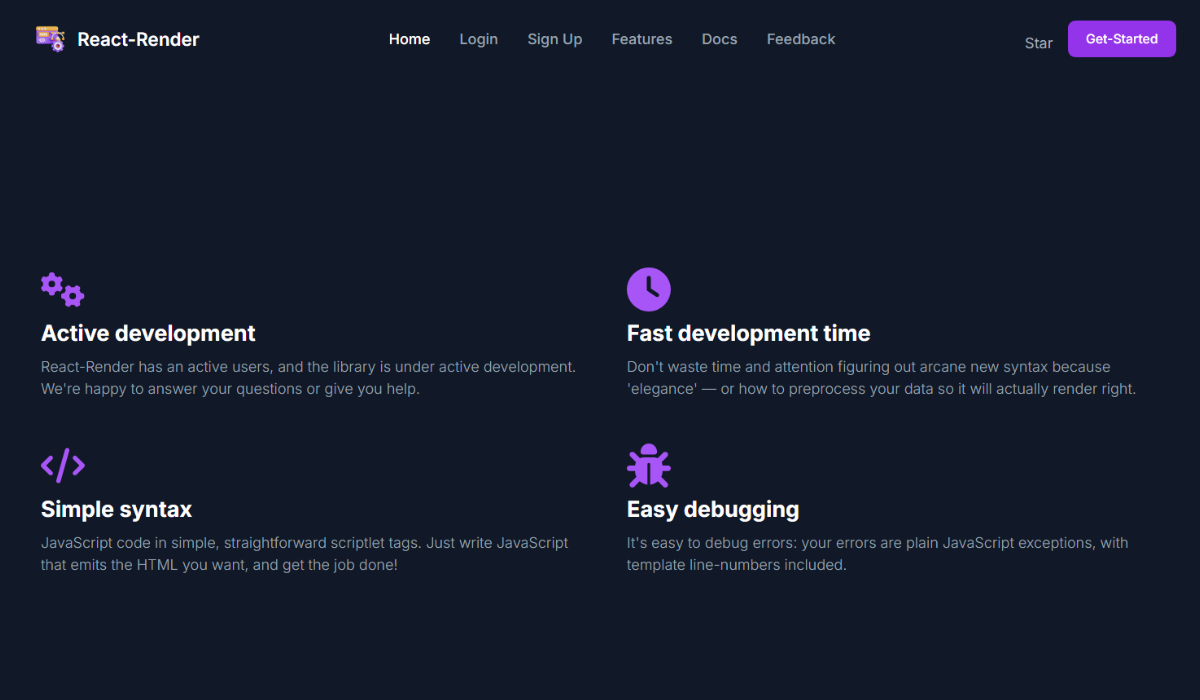 React-Render
Home Login Sign Up Features Docs Feedback
Star
Get-Started
Active development
React-Render has an active users, and the library is under active development.
We're happy to answer your questions or give you help.
Fast development time
Don't waste time and attention figuring out arcane new syntax because
'elegance' — or how to preprocess your data so it will actually render right.
Simple syntax
JavaScript code in simple, straightforward scriptlet tags. Just write JavaScript
that emits the HTML you want, and get the job done!
Easy debugging
It's easy to debug errors: your errors are plain JavaScript exceptions, with
template line-numbers included.